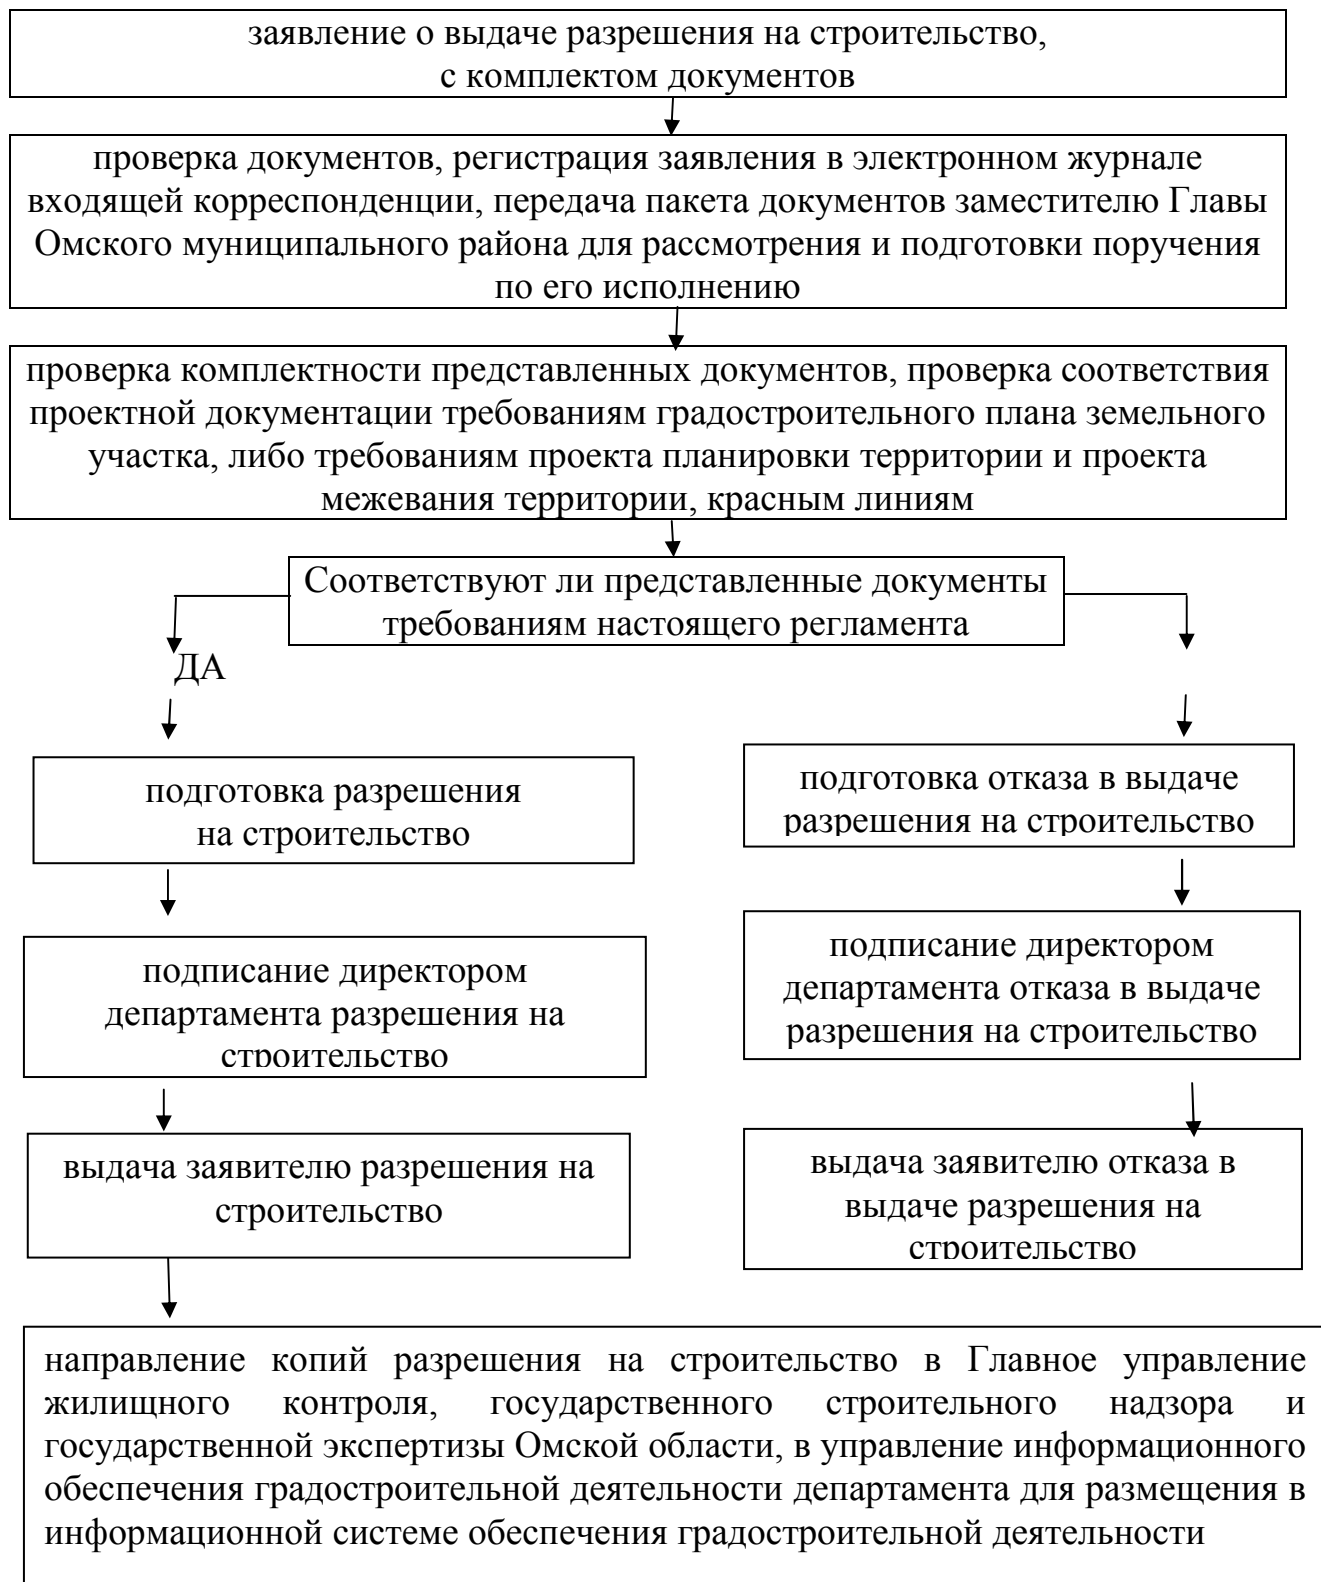 заявление о выдаче разрешения на строительство,
с комплектом документов
проверка документов, регистрация заявления в электронном журнале
входящей корреспонденции, передача пакета документов заместителю Главы
Омского муниципального района для рассмотрения и подготовки поручения
по его исполнению
проверка комплектности представленных документов, проверка соответствия
проектной документации требованиям градостроительного плана земельного
участка, либо требованиям проекта планировки территории и проекта
межевания территории, красным линиям
Соответствуют ли представленные документы
требованиям настоящего регламента
ДА
подготовка разрешения
на строительство
подготовка отказа в выдаче
разрешения на строительство
подписание директором
департамента разрешения на
строительство
подписание директором
департамента отказа в выдаче
разрешения на строительство
выдача заявителю разрешения на
строительство
выдача заявителю отказа в
выдаче разрешения на
строительство
направление копий разрешения на строительство в Главное управление
жилищного контроля, государственного строительного надзора и
государственной экспертизы Омской области, в управление информационного
обеспечения градостроительной деятельности департамента для размещения в
информационной системе обеспечения градостроительной деятельности